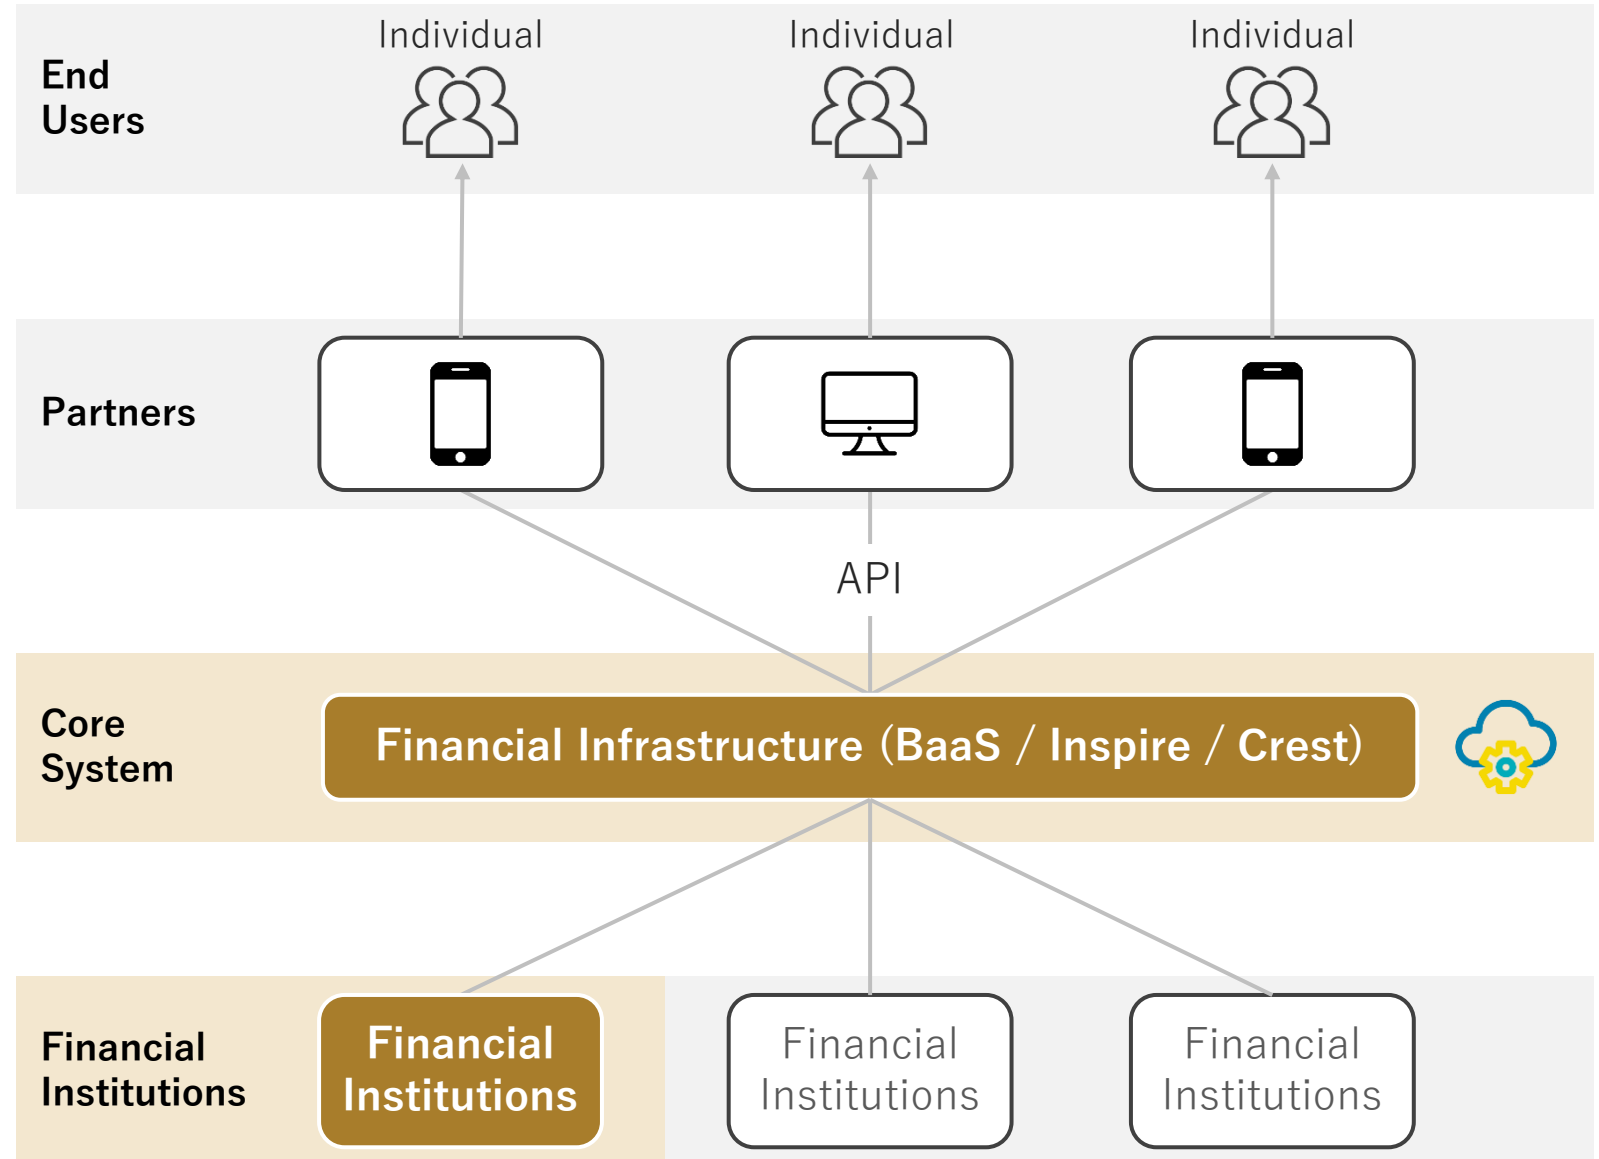 Individual
Individual
Individual
End
Users
Partners
API
Core
System
Financial Infrastructure (BaaS / Inspire / Crest)
Financial
Institutions
Financial
Institutions
Financial
Institutions
Financial
Institutions